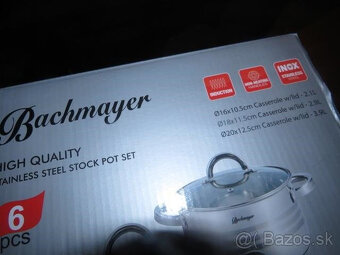 INDUCTION
INOX
STAINLESS
Bachmayer
Ø16x10.5cm Casserole w/lid - 2.1L
Ø18x11.5cm Casserole w/lid - 2.9L
Ø20x12.5cm Casserole w/lid - 3.9L
HIGH QUALITY
STAINLESS STEEL STOCK POT SET
6
pcs
Bachmayer
Bazos.sk